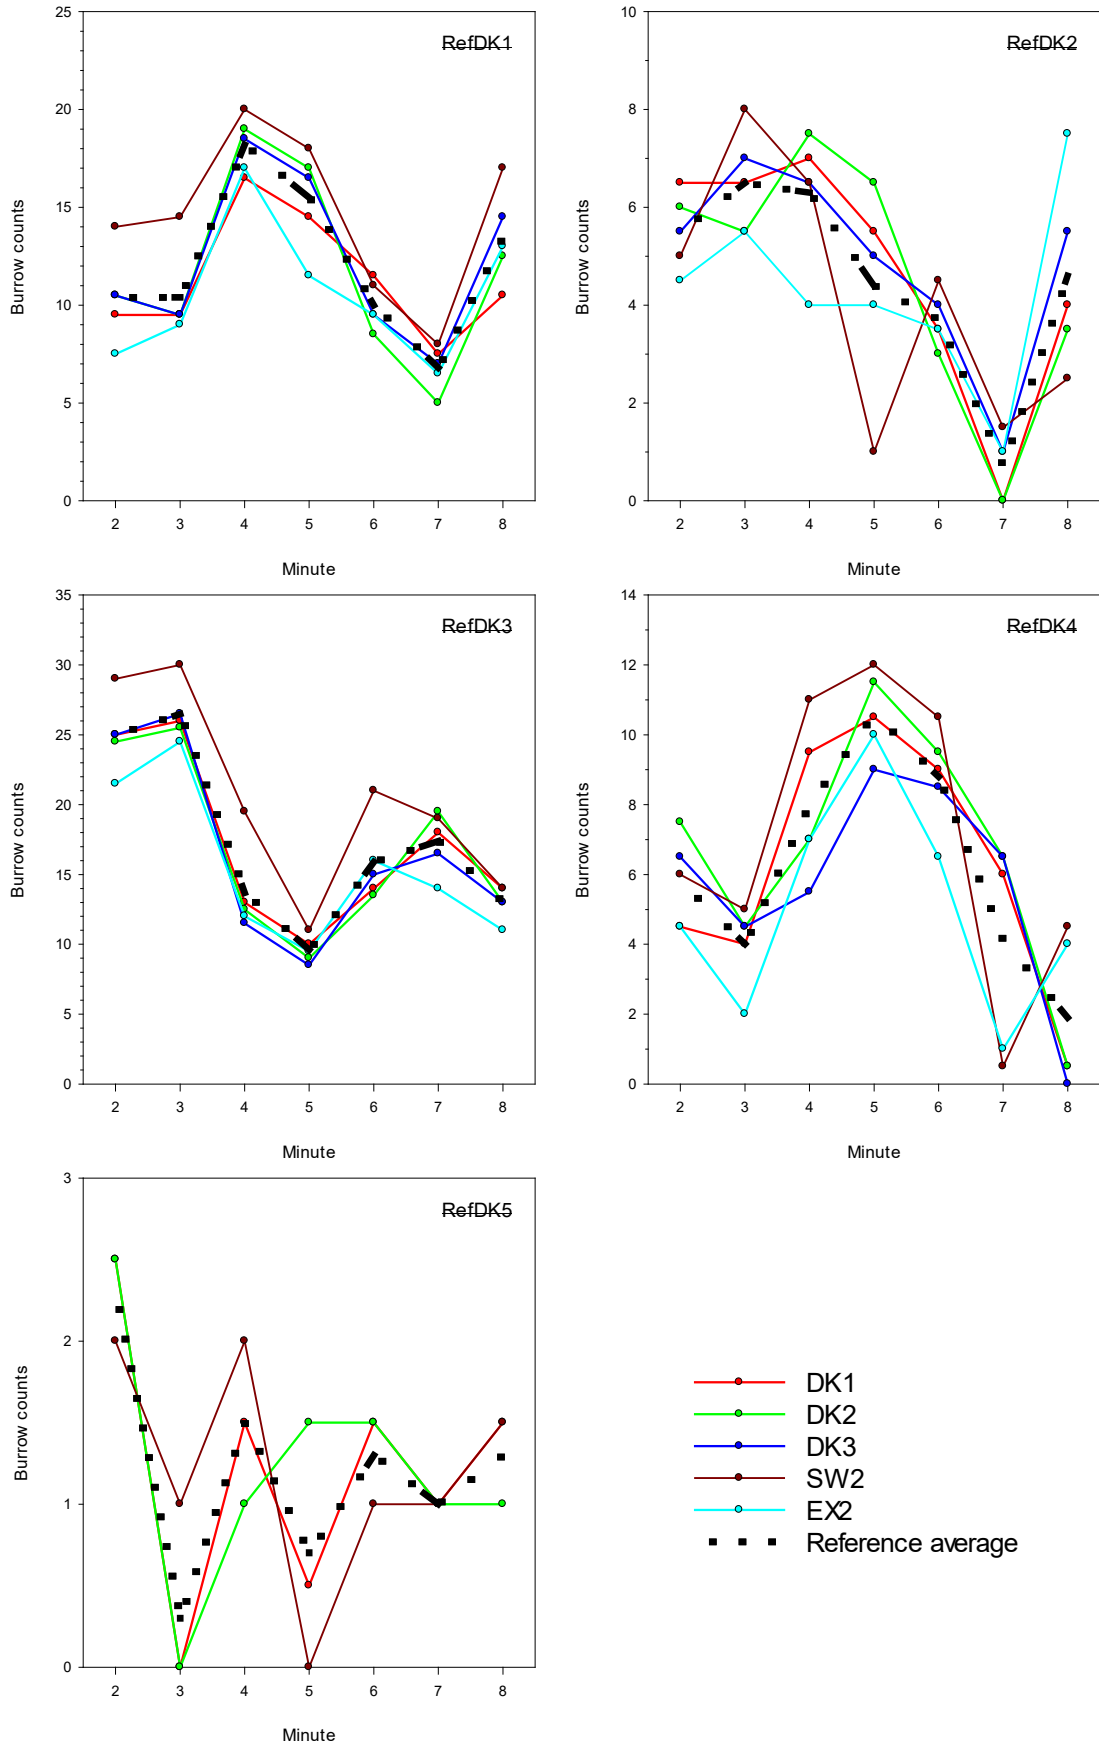 25
20
15
10
5
0
Burrow counts
RefDK1
2 3 4 5 6 7 8
Minute
10
8
6
4
2
0
Burrow counts
RefDK2
2 3 4 5 6 7 8
Minute
35
30
25
20
15
10
5
0
Burrow counts
RefDK3
2 3 4 5 6 7 8
Minute
14
12
10
8
6
4
2
0
Burrow counts
RefDK4
2 3 4 5 6 7 8
Minute
3
2
1
0
Burrow counts
RefDK5
2 3 4 5 6 7 8
Minute
DK1
DK2
DK3
SW2
EX2
Reference average